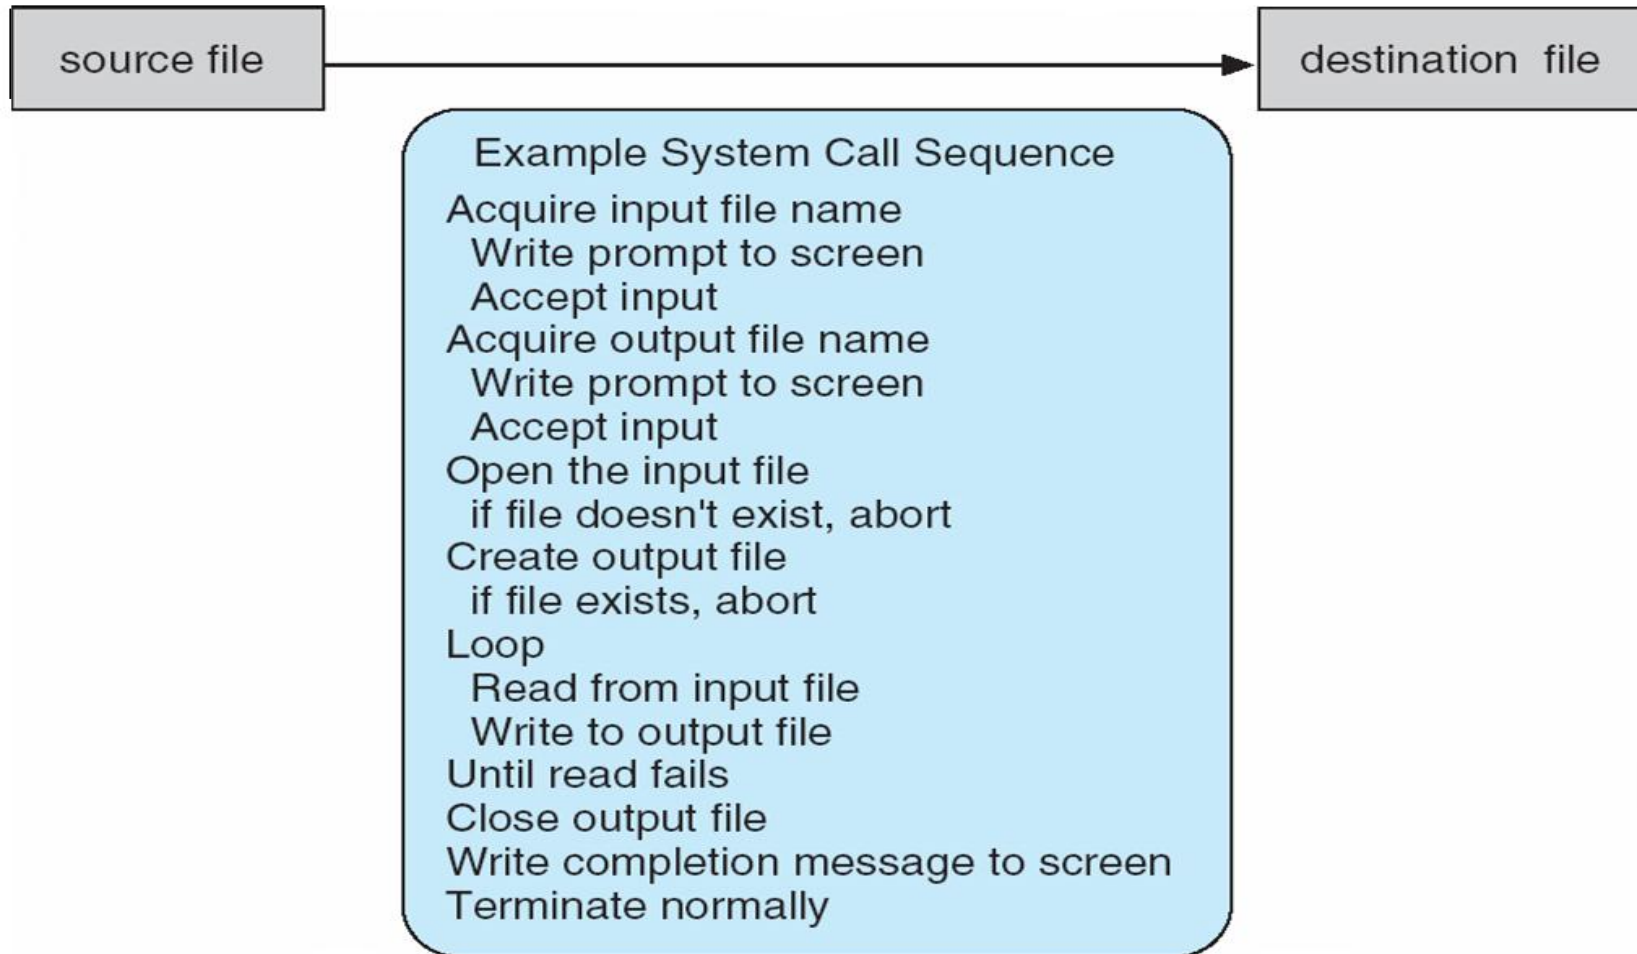 source file
destination file
Example System Call Sequence
Acquire input file name
Write prompt to screen
Accept input
Acquire output file name
Write prompt to screen
Accept input
Open the input file
if file doesn't exist, abort
Create output file
if file exists, abort
Loop
Read from input file
Write to output file
Until read fails
Close output file
Write completion message to screen
Terminate normally